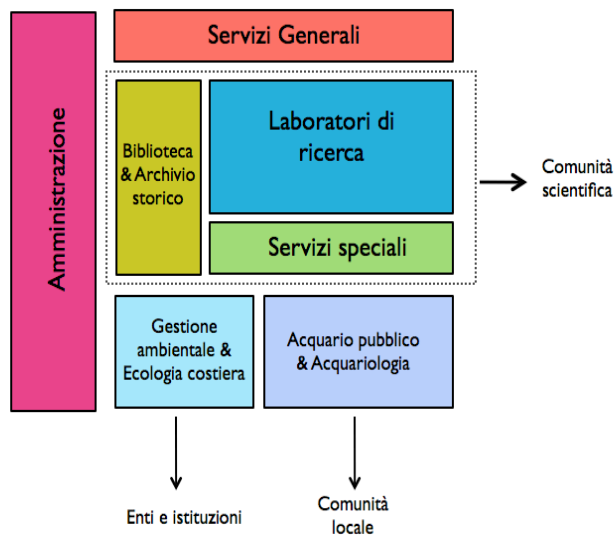 Servizi Generali
Amministrazione
Biblioteca
& Archivio
storico
Laboratori di
ricerca
Servizi speciali
Comunità
scientifica
Gestione
ambientale &
Ecologia costiera
Acquario pubblico
& Acquariologia
Enti e istituzioni
Comunità
locale